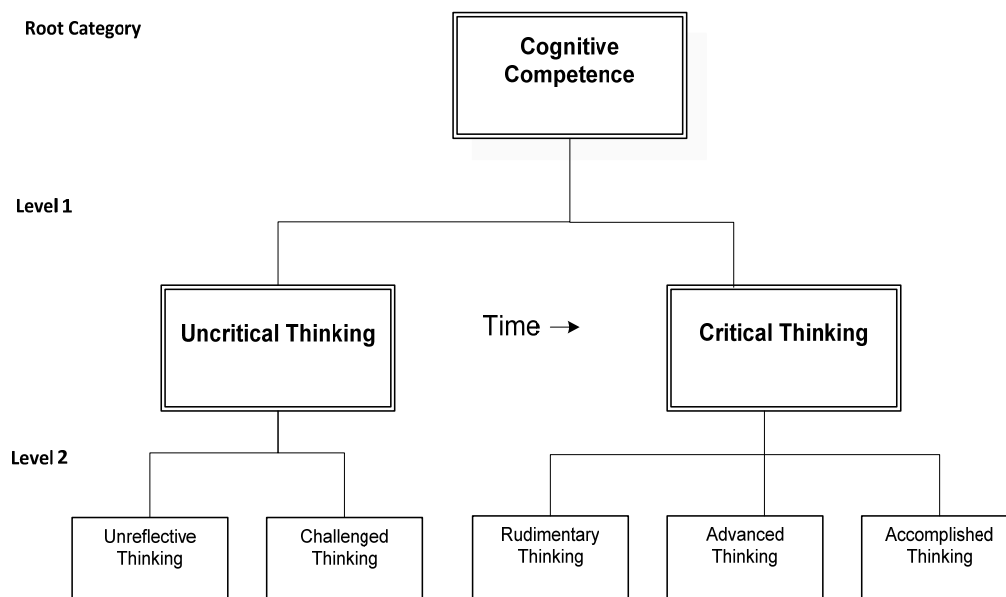 Root Category
Cognitive
Competence
Level 1
Uncritical Thinking
Time →
Critical Thinking
Level 2
Unreflective
Thinking
Challenged
Thinking
Rudimentary
Thinking
Advanced
Thinking
Accomplished
Thinking